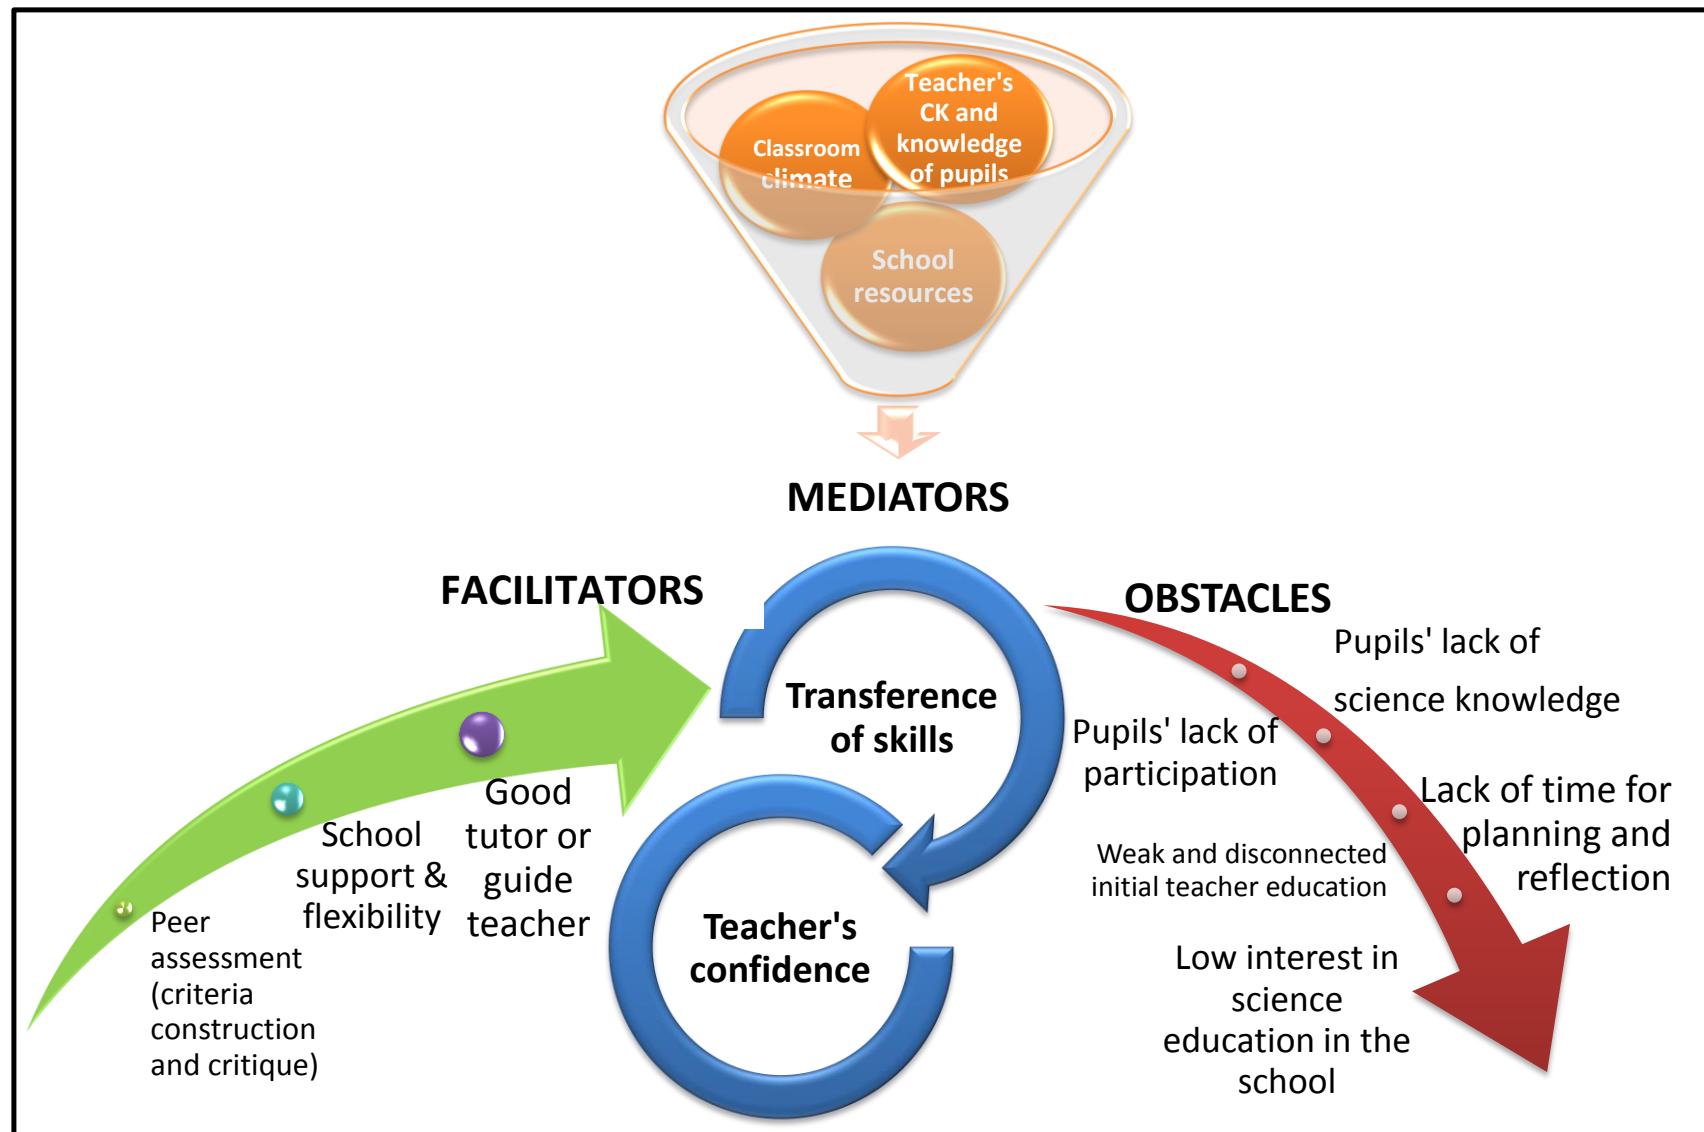 Teacher's
CK and
knowledge
of pupils
Classroom
climate
School
resources
MEDIATORS
FACILITATORS
OBSTACLES
Transference
of skills
Teacher's
confidence
Peer
assessment
(criteria
construction
and critique)
School
support &
flexibility
Good
tutor or
guide
teacher
Pupils' lack of
science knowledge
Pupils' lack of
participation
Lack of time for
planning and
reflection
Weak and disconnected
initial teacher education
Low interest in
science
education in the
school